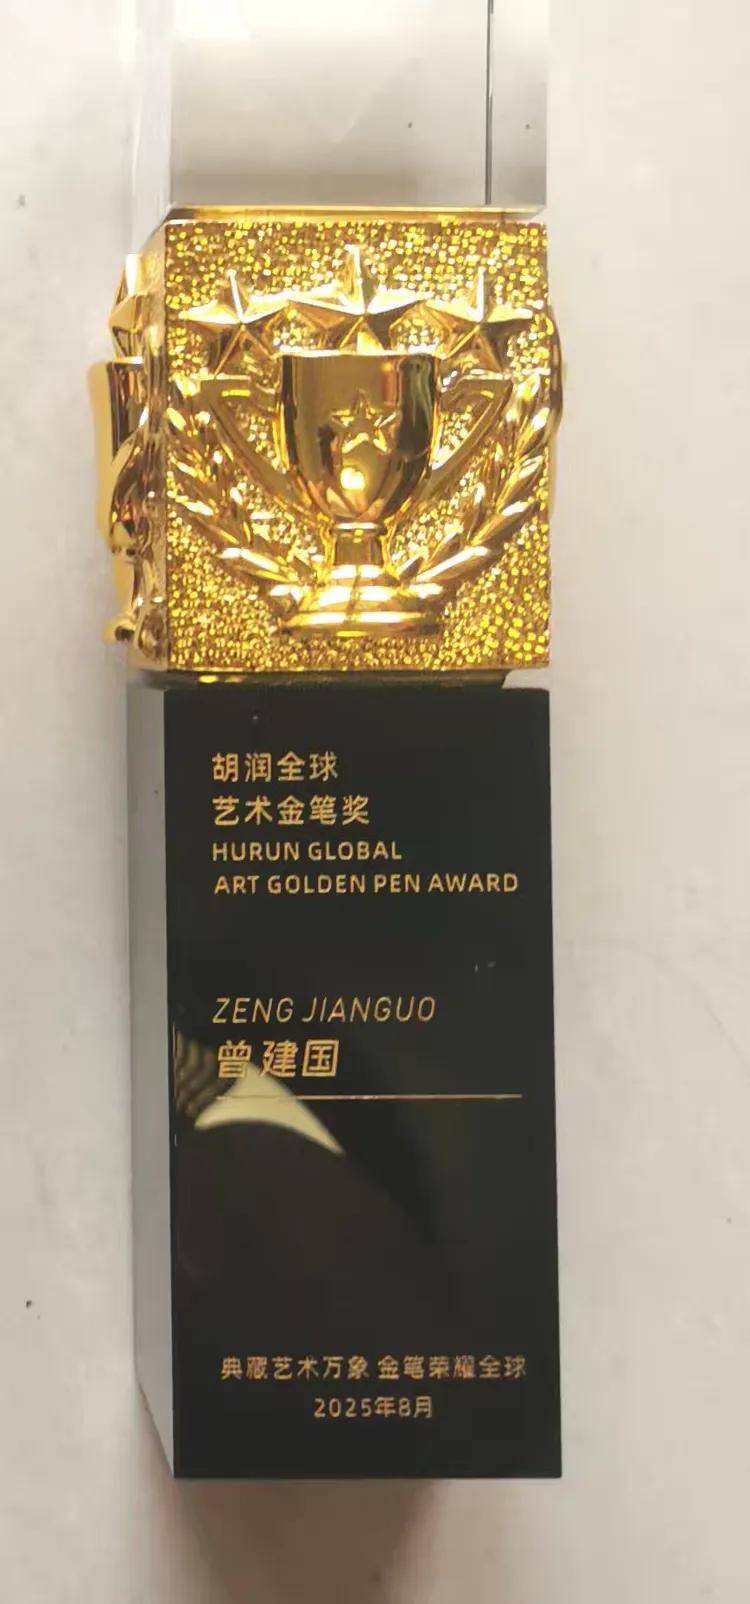 胡润全球
艺术金笔奖
HURUN GLOBAL
ART GOLDEN PEN AWARD
ZENG JIANGUO
曾建国
典藏艺术万象 金笔荣耀全球
2025年8月